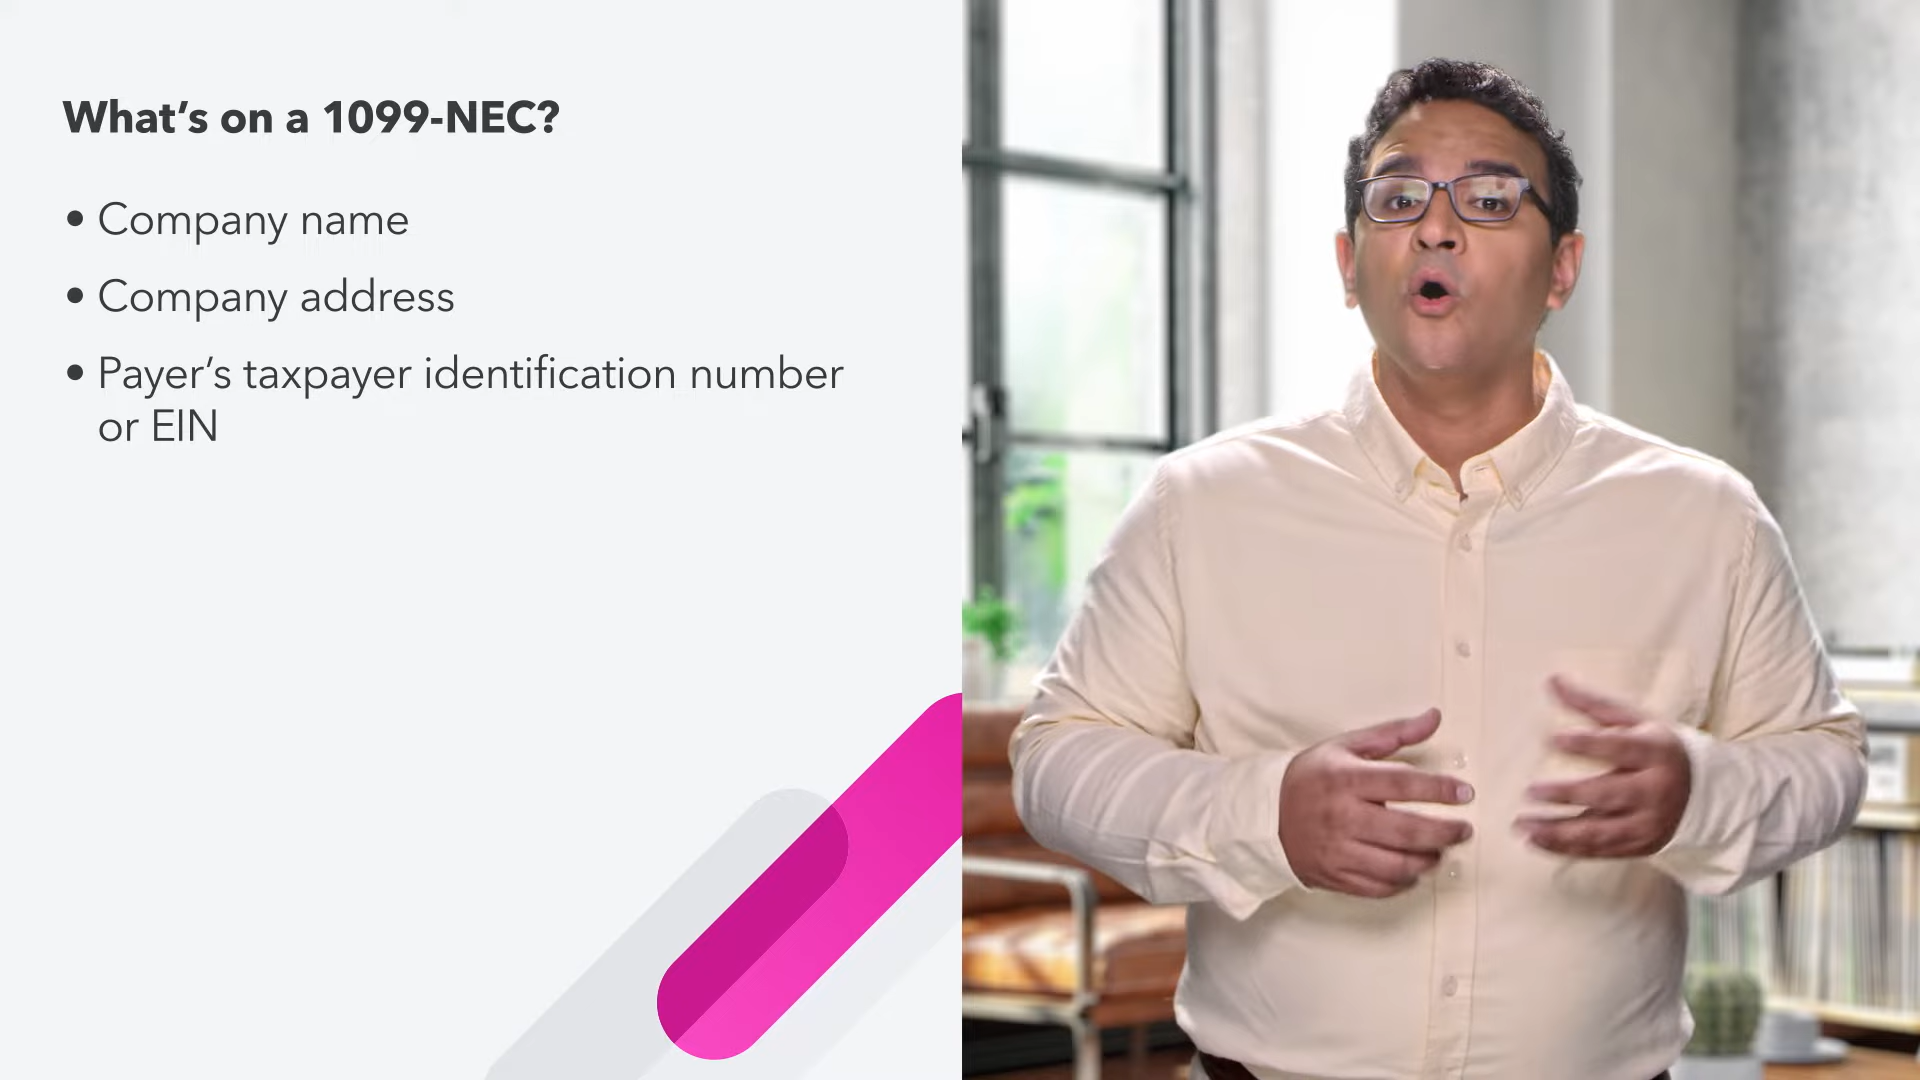 What’s on a 1099-NEC?
• Company name
• Company address
• Payer’s taxpayer identification number
or EIN